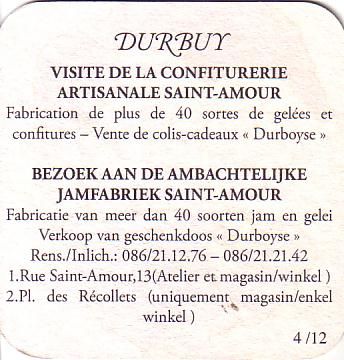 DURBUY
VISITE DE LA CONFITURERIE
ARTISANALE SAINT-AMOUR
Fabrication de plus de 40 sortes de gelées et
confitures – Vente de colis-cadeaux « Durboyse »
BEZOEK AAN DE AMBACHTELIJKE
JAMFABRIEK SAINT-AMOUR
Fabricatie van meer dan 40 soorten jam en gelei
Verkoop van geschenkdoos « Durboyse »
Rens./Inlich.: 086/21.12.76 – 086/21.21.42
1.Rue Saint-Amour,13(Atelier et magasin/winkel )
2.Pl. des Récollets (uniquement magasin/enkel
winkel )
4 /12